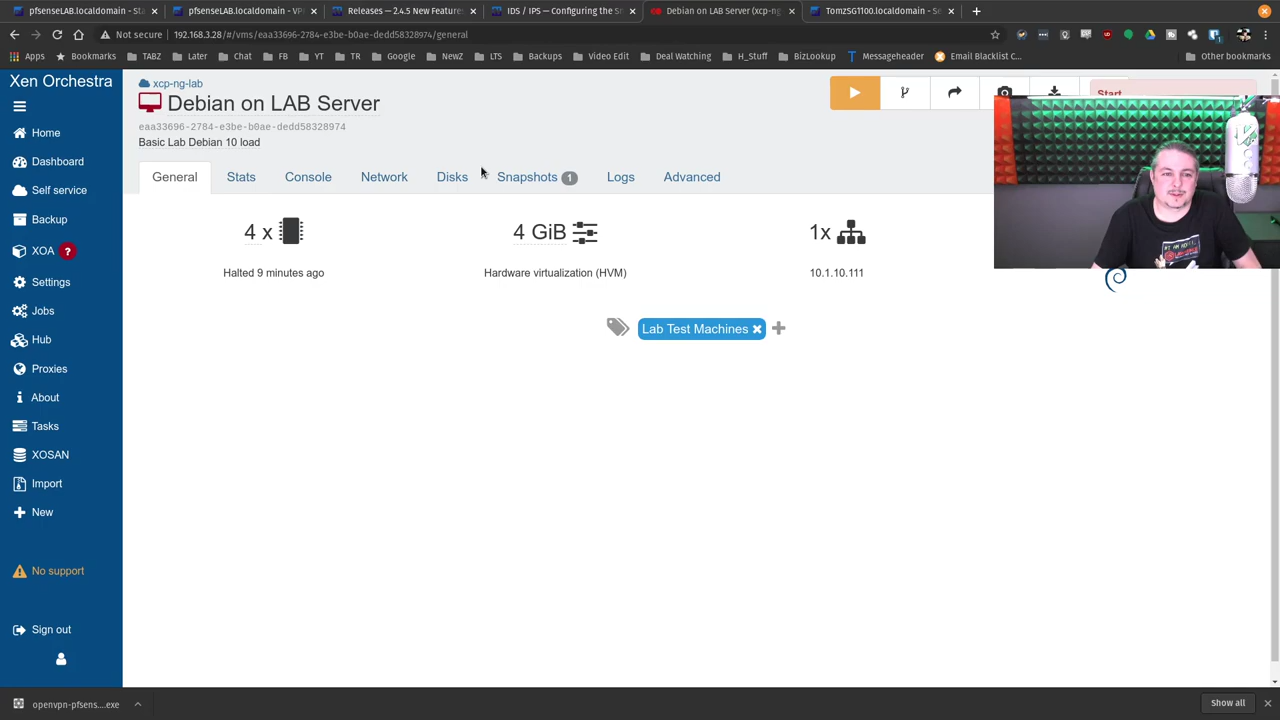 pfsenseLAB.localdomain - Sta
pfsenseLAB.localdomain - VP
Releases — 2.4.5 New Feature
IDS / IPS — Configuring the Sn
Debian on LAB Server (xcp-ng
TomzSG1100.localdomain - Se
Not secure
192.168.3.28/#/vms/eaa33696-2784-e3be-b0ae-dedd58328974/general
Apps
Bookmarks
TABZ
Later
Chat
FB
YT
TR
Google
NewZ
LTS
Backups
Video Edit
Deal Watching
H_Stuff
BizLookup
Messageheader
Email Blacklist C...
Other bookmarks
Xen Orchestra
Home
Dashboard
Self service
Backup
XOA ?
Settings
Jobs
Hub
Proxies
About
Tasks
XOSAN
Import
New
No support
Sign out
xcp-ng-lab
Debian on LAB Server
eaa33696-2784-e3be-b0ae-dedd58328974
Basic Lab Debian 10 load
Start
General
Stats
Console
Network
Disks
Snapshots 1
Logs
Advanced
4 x
4 GiB
1x
Halted 9 minutes ago
Hardware virtualization (HVM)
10.1.10.111
Lab Test Machines
openvpn-pfsens....exe
Show all